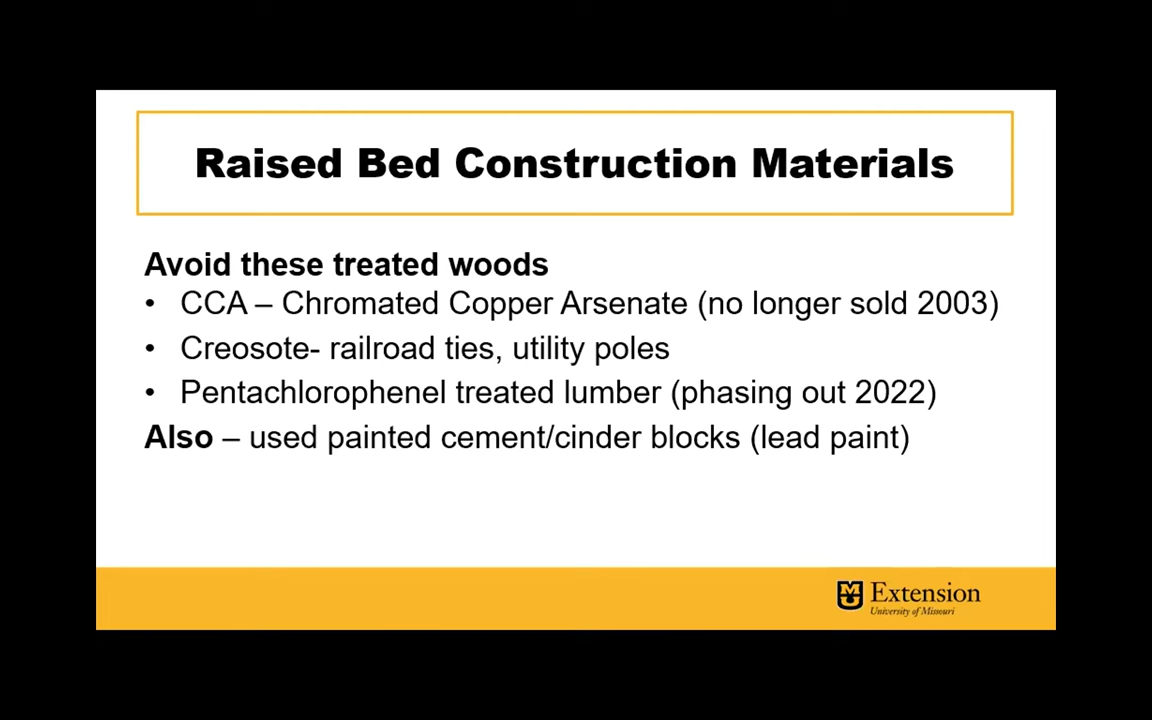 Raised Bed Construction Materials
Avoid these treated woods
• CCA – Chromated Copper Arsenate (no longer sold 2003)
• Creosote- railroad ties, utility poles
• Pentachlorophenel treated lumber (phasing out 2022)
Also – used painted cement/cinder blocks (lead paint)
MU Extension
University of Missouri